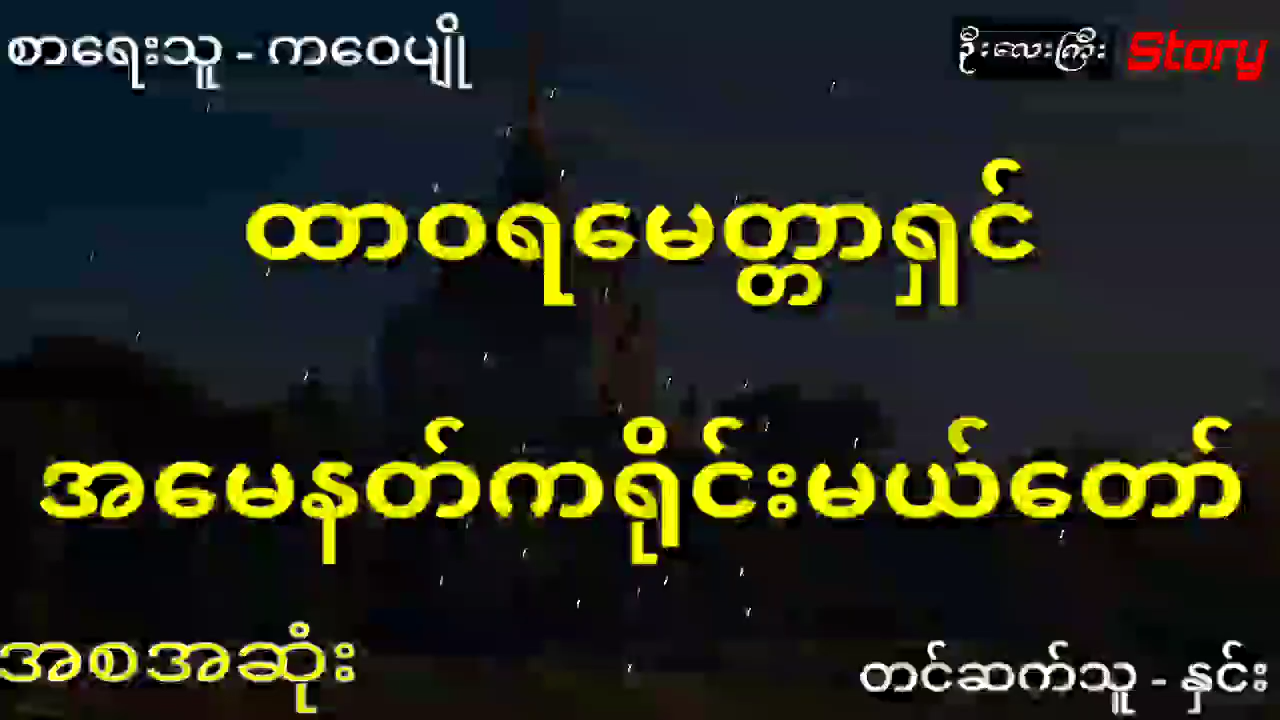 စာရေးသူ - ကဝေပျို
ဦးလေးကြီး Story
ထာဝရမေတ္တာရှင်
အမေနတ်ကရိုင်းမယ်တော်
အစအဆုံး
တင်ဆက်သူ - နှင်း